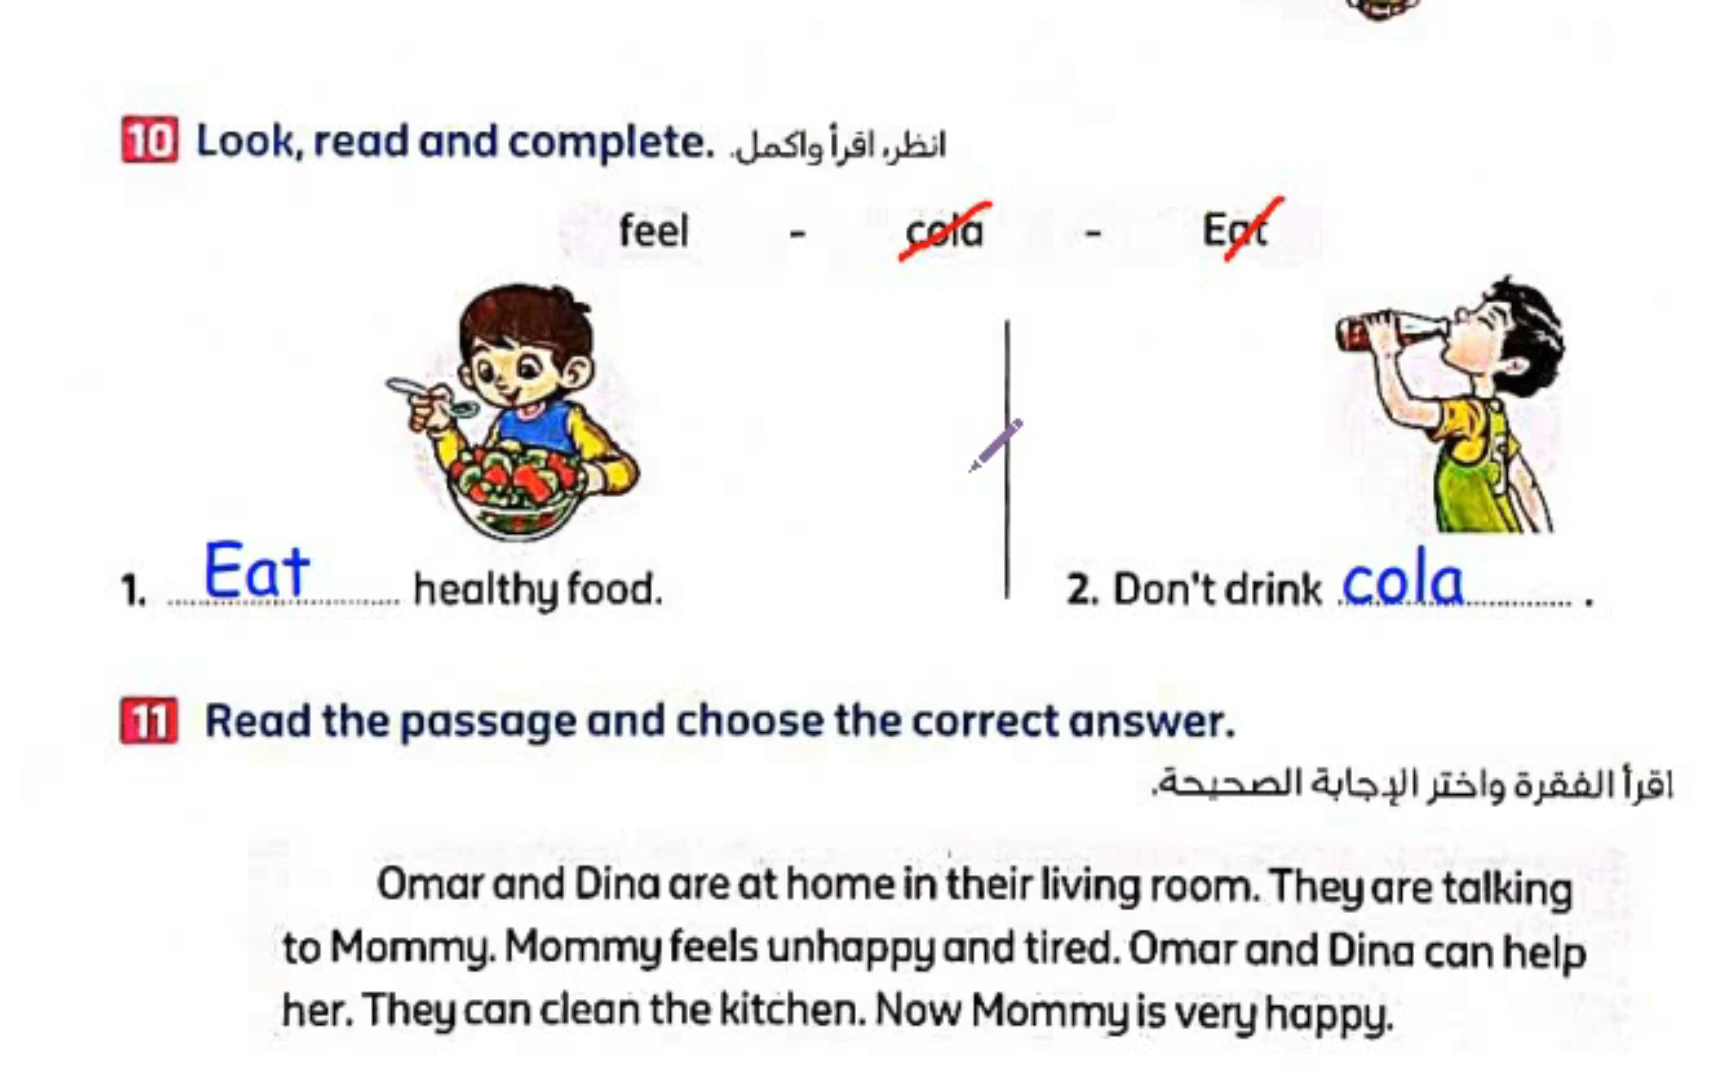 10 Look, read and complete. انظر، اقرأ واكمل.
feel - cola - Eat
1. Eat healthy food.
2. Don't drink cola .
11 Read the passage and choose the correct answer.
اقرأ الفقرة واختر الإجابة الصحيحة.
Omar and Dina are at home in their living room. They are talking
to Mommy. Mommy feels unhappy and tired. Omar and Dina can help
her. They can clean the kitchen. Now Mommy is very happy.